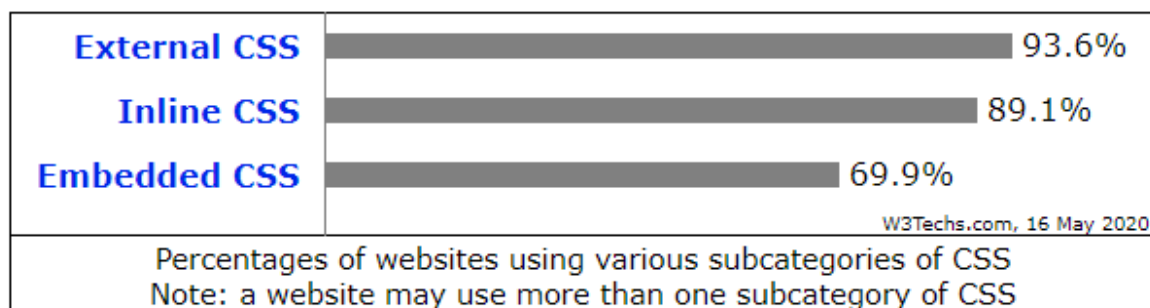 External CSS 93.6%
Inline CSS 89.1%
Embedded CSS 69.9%
W3Techs.com, 16 May 2020
Percentages of websites using various subcategories of CSS
Note: a website may use more than one subcategory of CSS